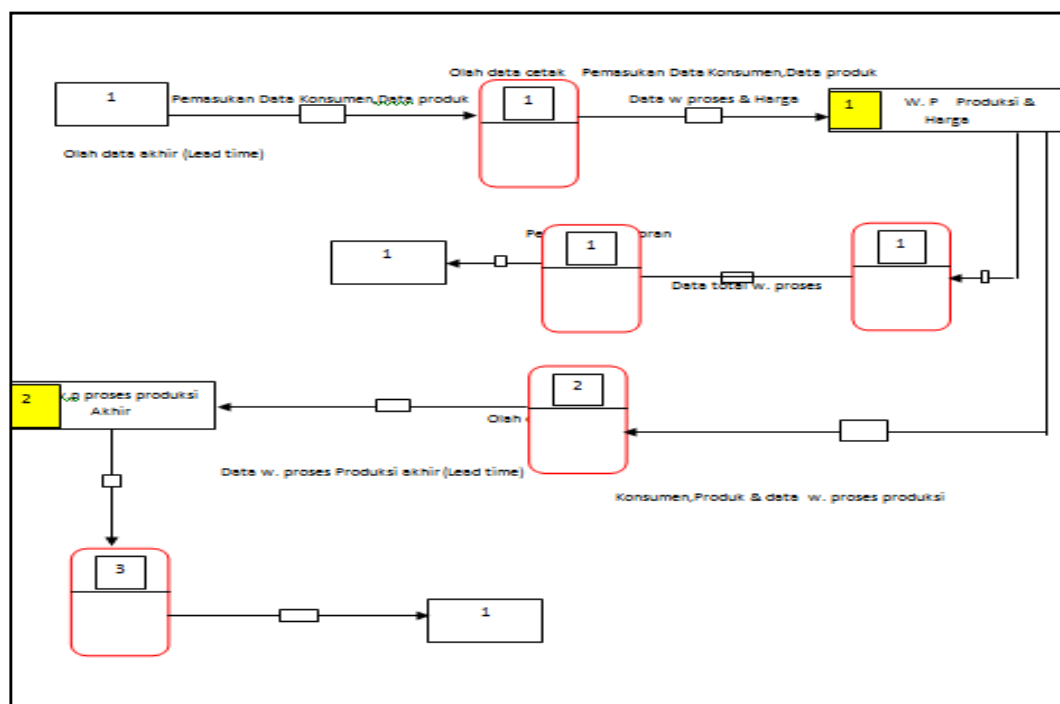 Olah data cetak Pemasukan Data Konsumen,Data produk
1
Pemasukan Data Konsumen,Data produk
1
Data w proses & Harga
1
W. P Produksi &
Harga
Olah data akhir (Lead time)
1
1
1
Data total w. proses
2
proses produksi
Akhir
2
Data w. proses Produksi akhir (Lead time)
Konsumen,Produk & data w. proses produksi
3
1